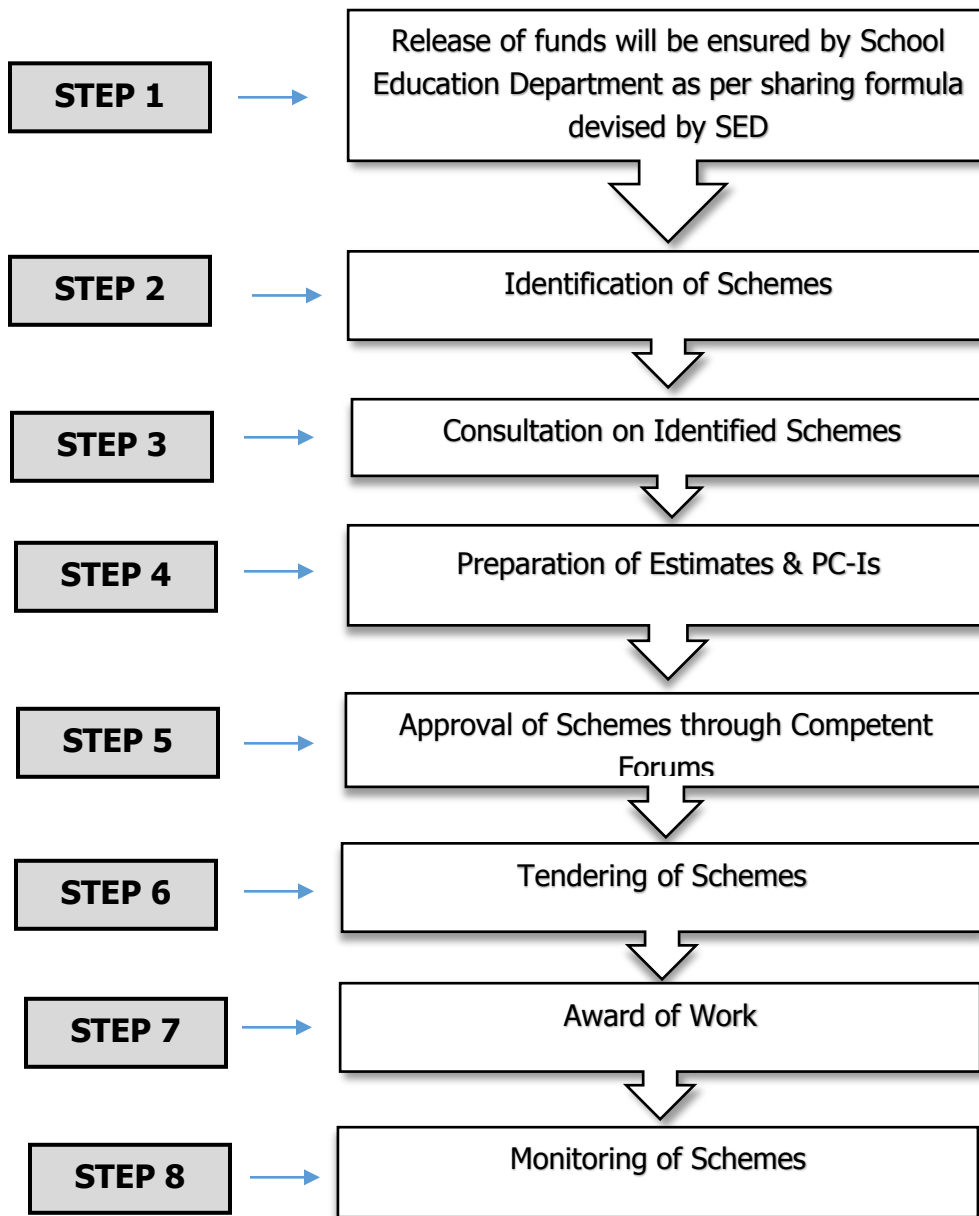 STEP 1
Release of funds will be ensured by School
Education Department as per sharing formula
devised by SED
STEP 2
Identification of Schemes
STEP 3
Consultation on Identified Schemes
STEP 4
Preparation of Estimates & PC-Is
STEP 5
Approval of Schemes through Competent
Forums
STEP 6
Tendering of Schemes
STEP 7
Award of Work
STEP 8
Monitoring of Schemes